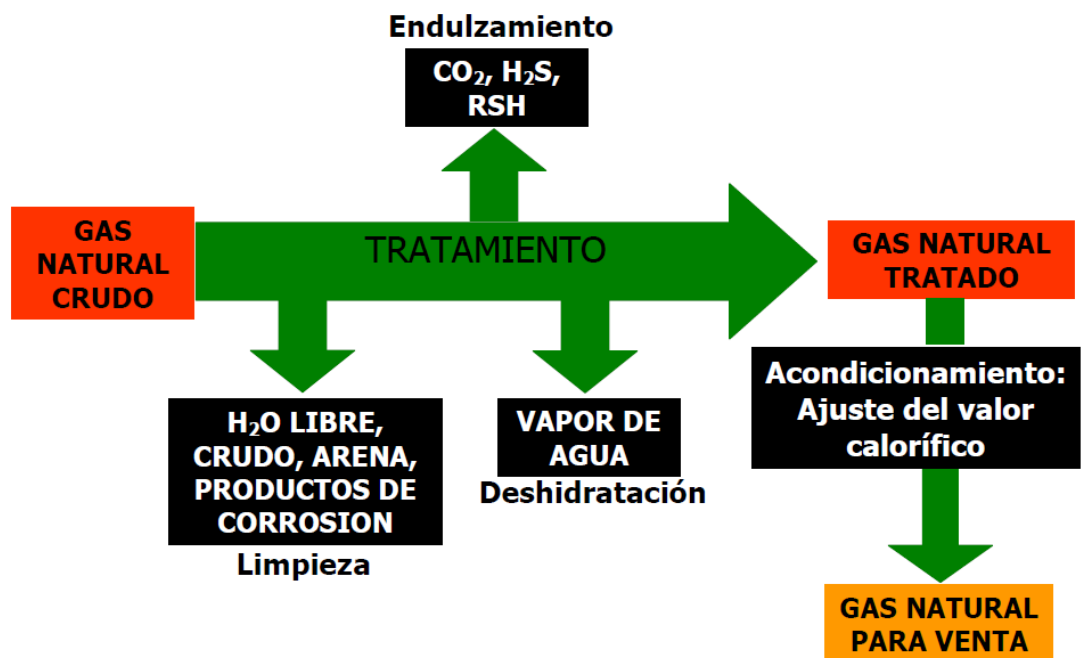 Endulzamiento
CO₂, H₂S,
RSH
GAS
NATURAL
CRUDO
TRATAMIENTO
GAS NATURAL
TRATADO
H₂O LIBRE,
CRUDO, ARENA,
PRODUCTOS DE
CORROSION
Limpieza
VAPOR DE
AGUA
Deshidratación
Acondicionamiento:
Ajuste del valor
calorífico
GAS NATURAL
PARA VENTA